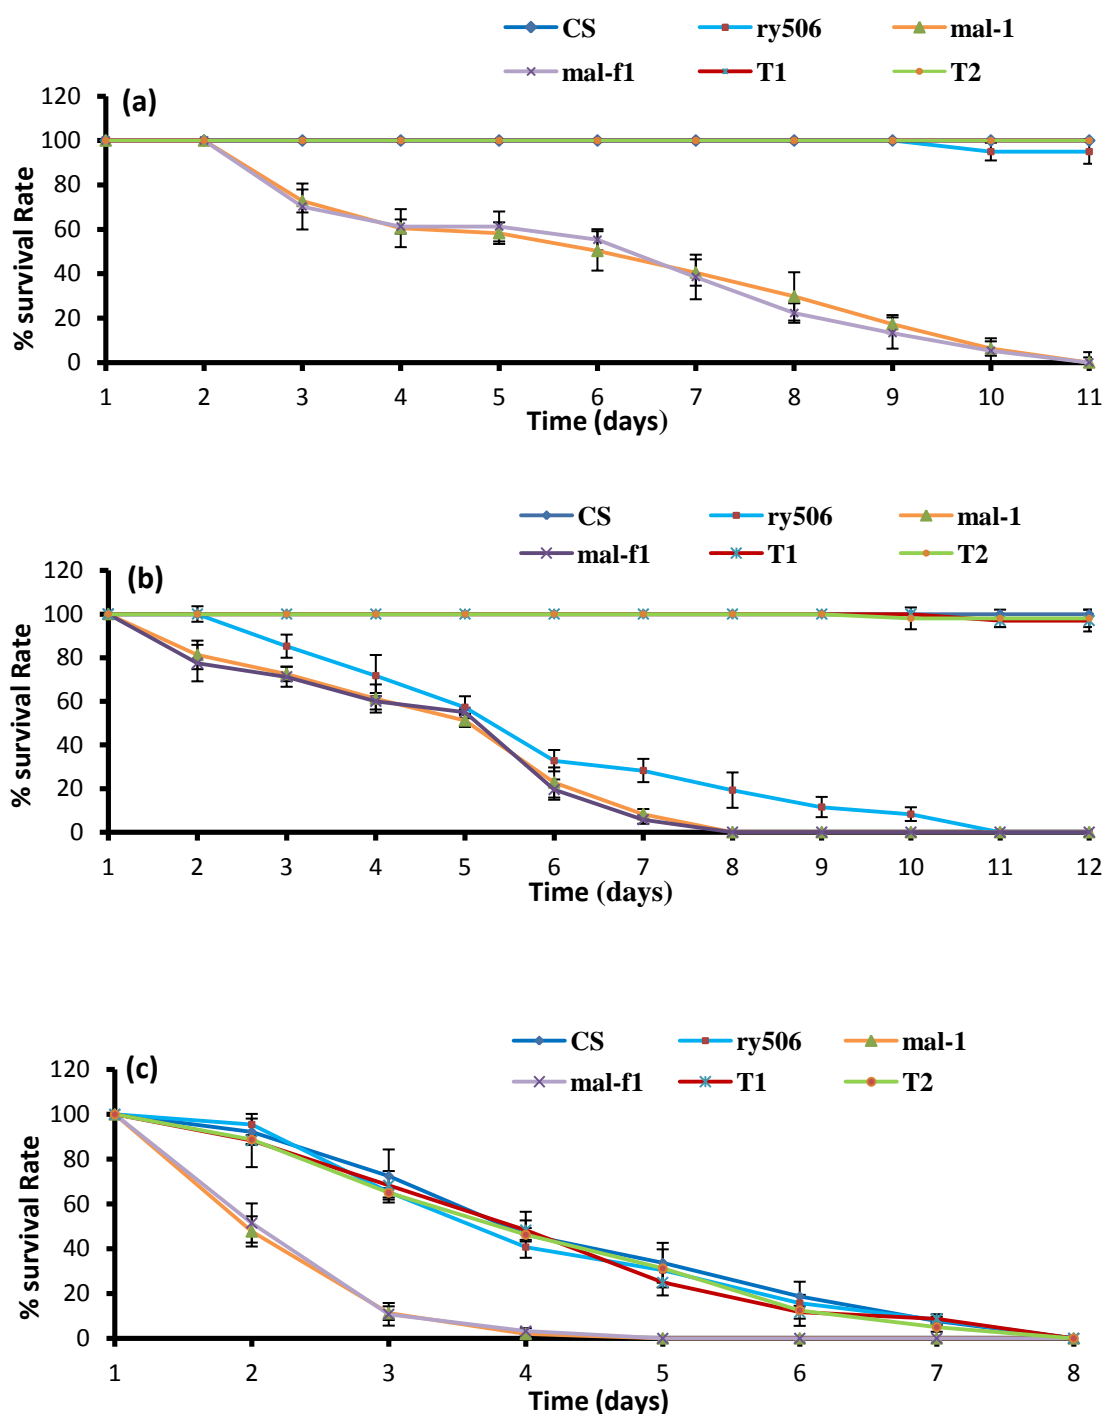 CS ry506 mal-1
mal-f1 T1 T2
(a)
120
100
80
60
40
20
0
% survival Rate
1 2 3 4 5 6 7 8 9 10 11
Time (days)
CS ry506 mal-1
mal-f1 T1 T2
(b)
120
100
80
60
40
20
0
% survival Rate
1 2 3 4 5 6 7 8 9 10 11 12
Time (days)
CS ry506 mal-1
mal-f1 T1 T2
(c)
120
100
80
60
40
20
0
% survival Rate
1 2 3 4 5 6 7 8
Time (days)